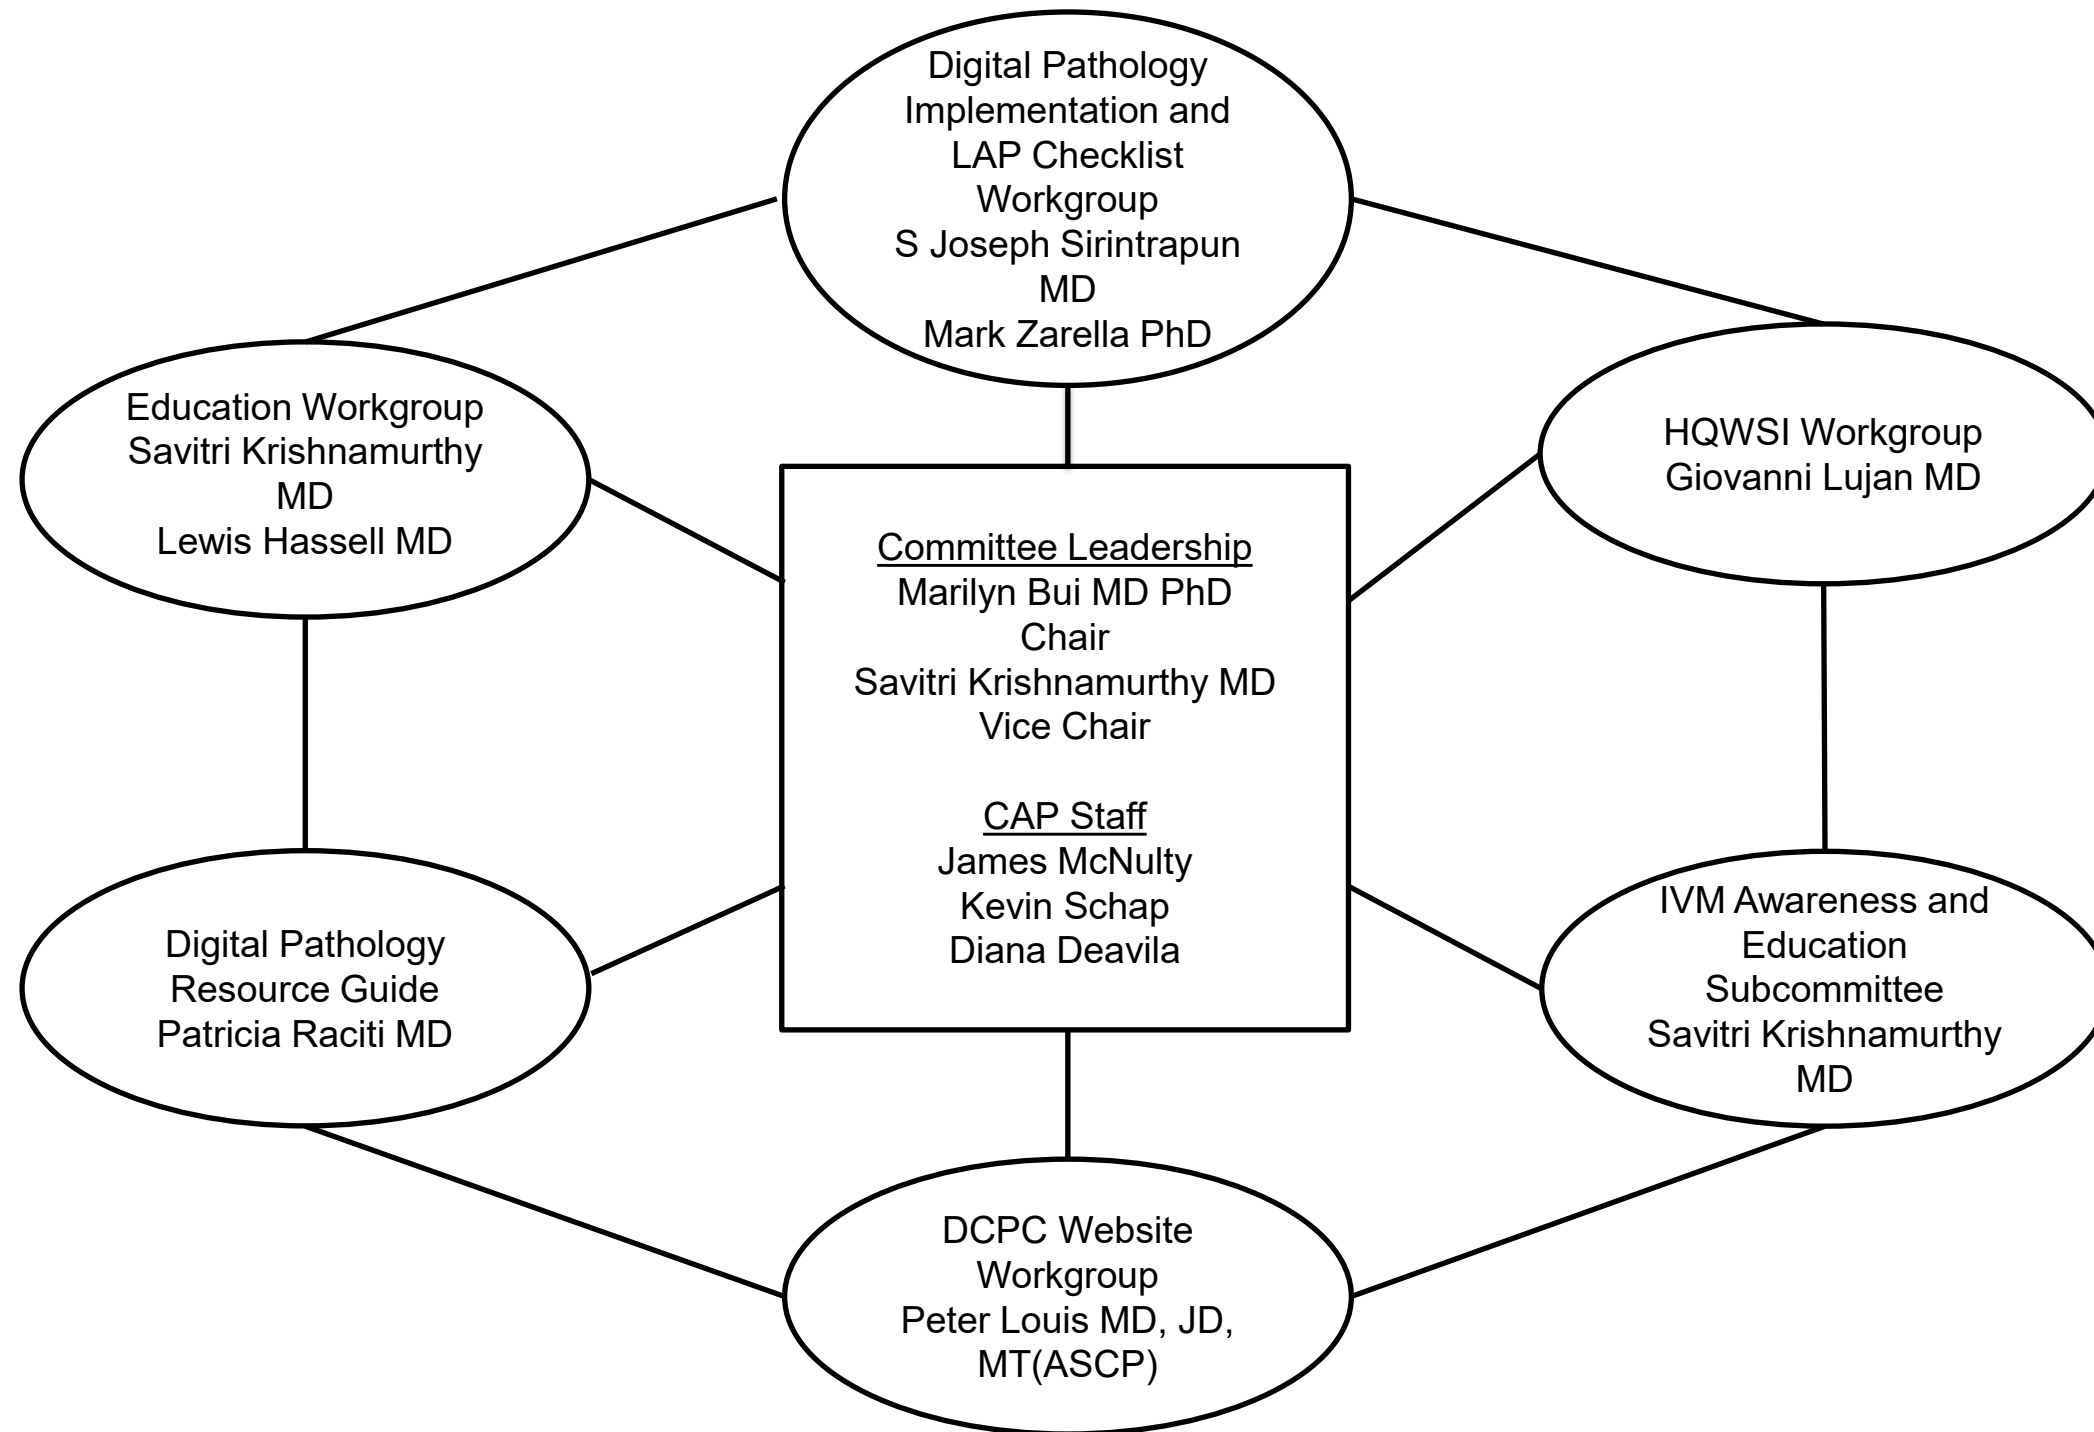 Digital Pathology
Implementation and
LAP Checklist
Workgroup
S Joseph Sirintrapun
MD
Mark Zarella PhD
Education Workgroup
Savitri Krishnamurthy
MD
Lewis Hassell MD
HQWSI Workgroup
Giovanni Lujan MD
Committee Leadership
Marilyn Bui MD PhD
Chair
Savitri Krishnamurthy MD
Vice Chair
CAP Staff
James McNulty
Kevin Schap
Diana Deavila
Digital Pathology
Resource Guide
Patricia Raciti MD
IVM Awareness and
Education
Subcommittee
Savitri Krishnamurthy
MD
DCPC Website
Workgroup
Peter Louis MD, JD,
MT(ASCP)